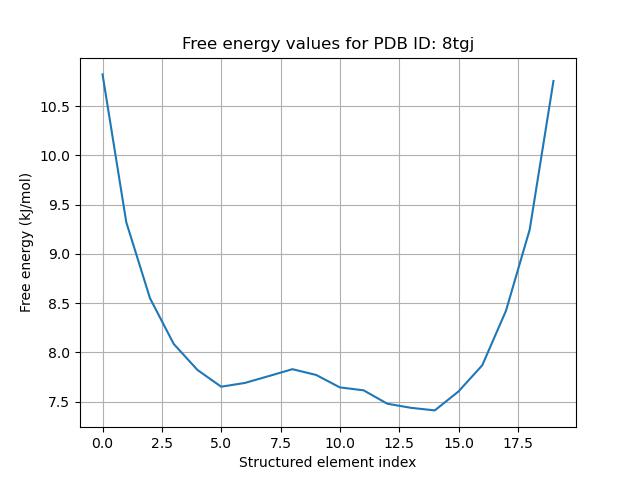 Free energy values for PDB ID: 8tgj
10.5
10.0
9.5
9.0
8.5
8.0
7.5
Free energy (kJ/mol)
0.0 2.5 5.0 7.5 10.0 12.5 15.0 17.5
Structured element index